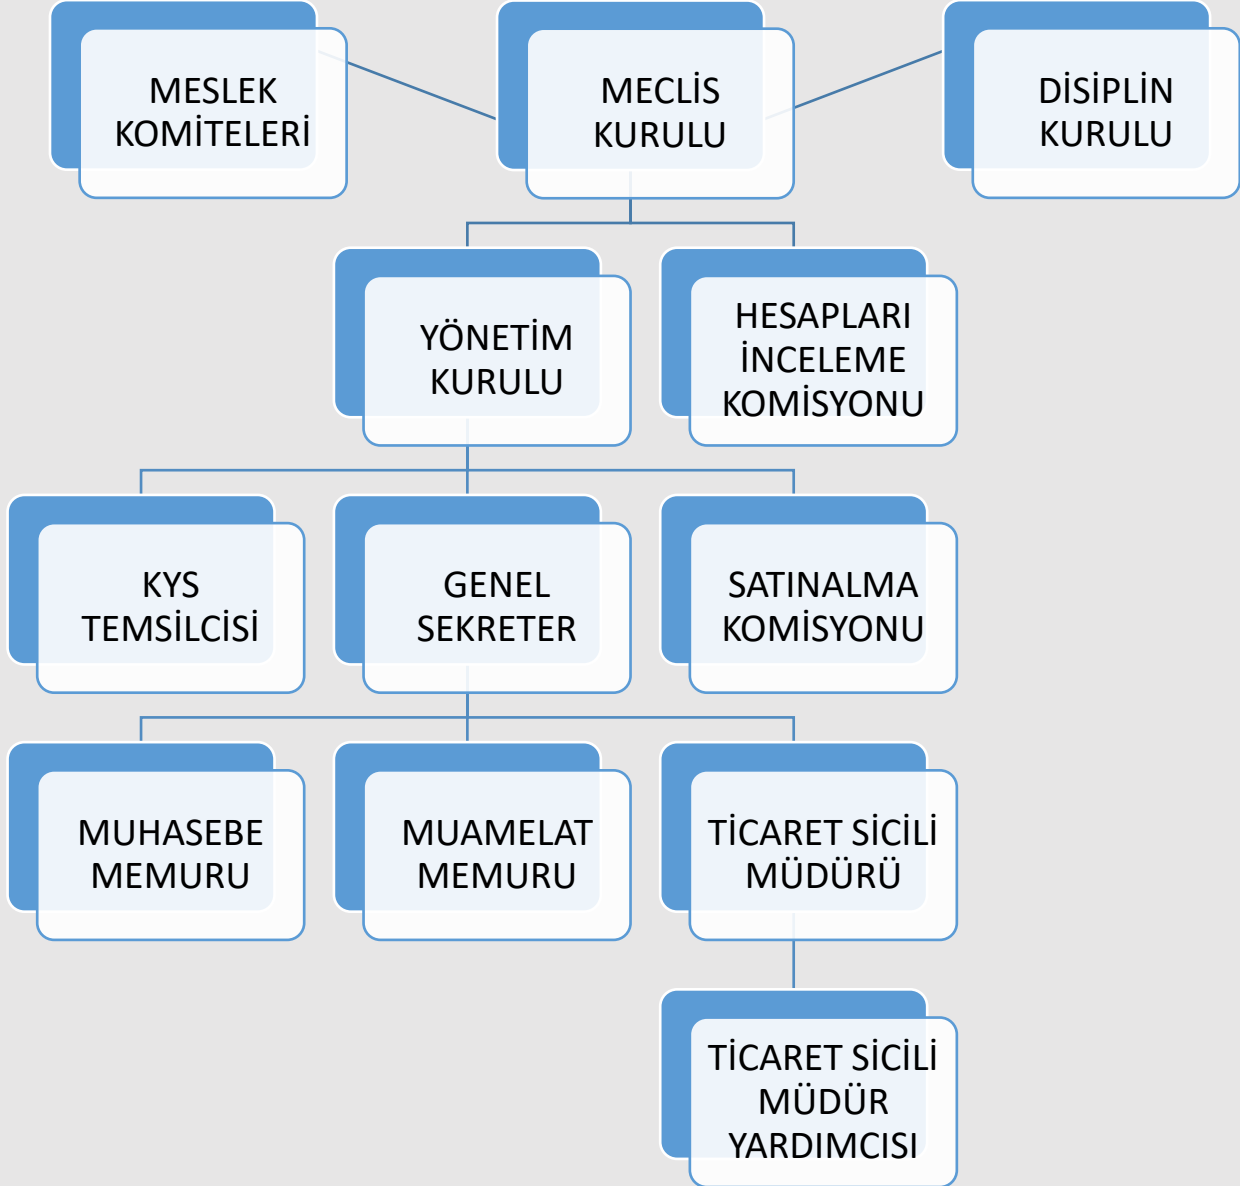 MESLEK
KOMİTELERİ
MECLİS
KURULU
DİSİPLİN
KURULU
YÖNETİM
KURULU
HESAPLARI
İNCELEME
KOMİSYONU
KYS
TEMSİLCİSİ
GENEL
SEKRETER
SATINALMA
KOMİSYONU
MUHASEBE
MEMURU
MUAMELAT
MEMURU
TİCARET SİCİLİ
MÜDÜRÜ
TİCARET SİCİLİ
MÜDÜR
YARDIMCISI